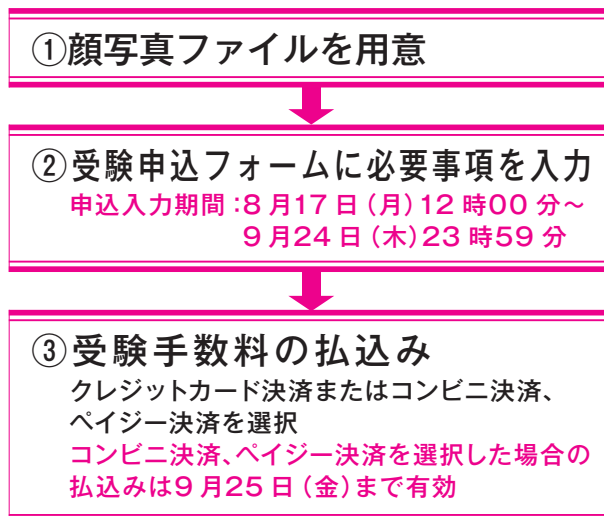 ①顔写真ファイルを用意
②受験申込フォームに必要事項を入力
申込入力期間：8月17日（月）12時00分～
9月24日（木）23時59分
③受験手数料の払込み
クレジットカード決済またはコンビニ決済、
ペイジー決済を選択
コンビニ決済、ペイジー決済を選択した場合の
払込みは9月25日（金）まで有効